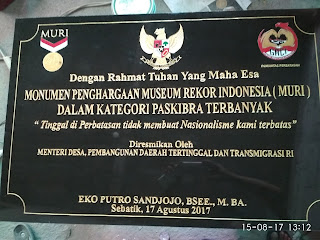 MURI
Dengan Rahmat Tuhan Yang Maha Esa
MONUMEN PENGHARGAAN MUSEUM REKOR INDONESIA ( MURI )
DALAM KATEGORI PASKIBRA TERBANYAK
“ Tinggal di Perbatasan tidak membuat Nasionalisme kami terbatas”
Diresmikan Oleh
MENTERI DESA, PEMBANGUNAN DAERAH TERTINGGAL DAN TRANSMIGRASI RI
EKO PUTRO SANDJOJO, BSEE., M. BA.
Sebatik, 17 Agustus 2017
15-08-17 13:12